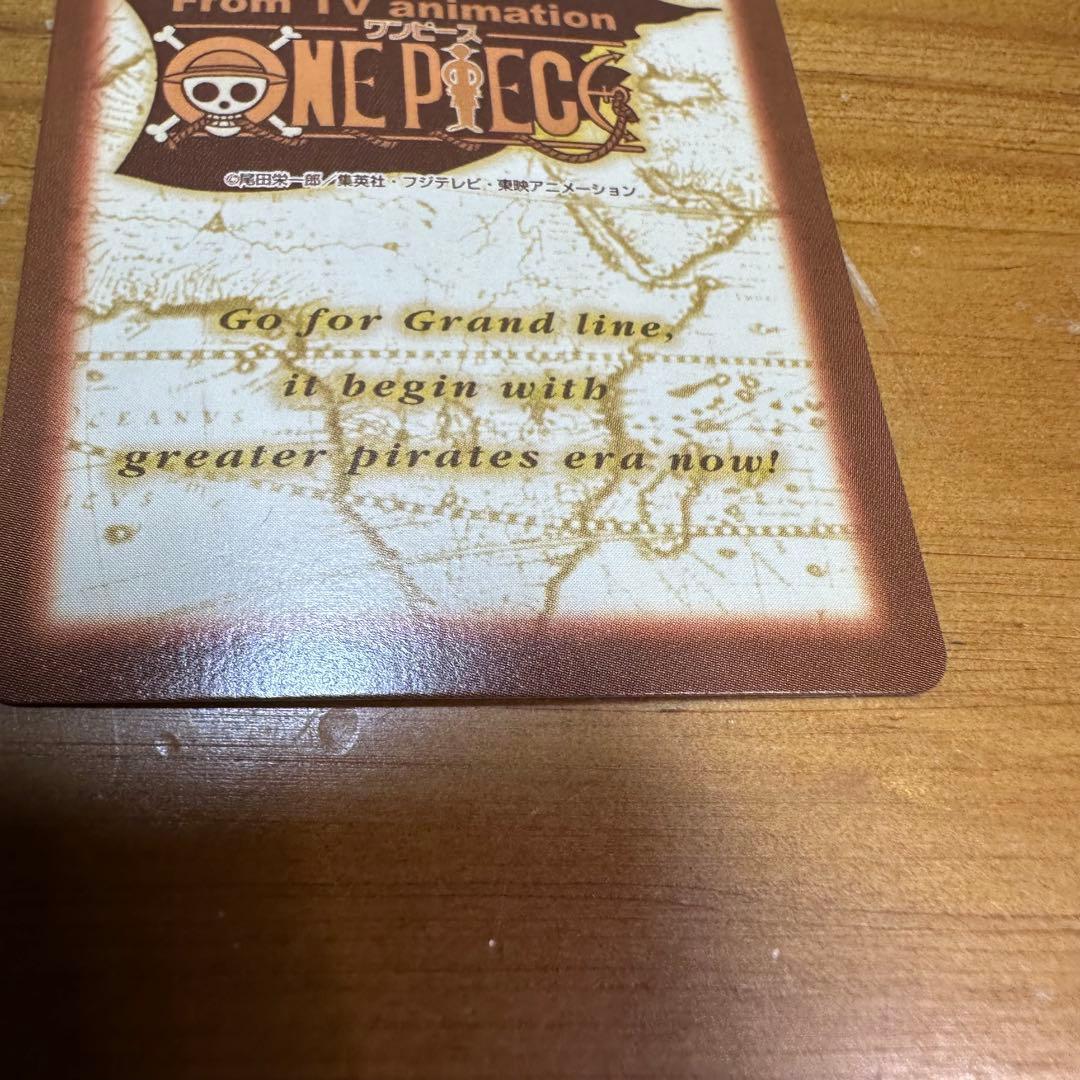 From TV animation
ワンピース
ONE PIECE
©尾田栄一郎／集英社・フジテレビ・東映アニメーション
Go for Grand line,
it begin with
greater pirates era now!